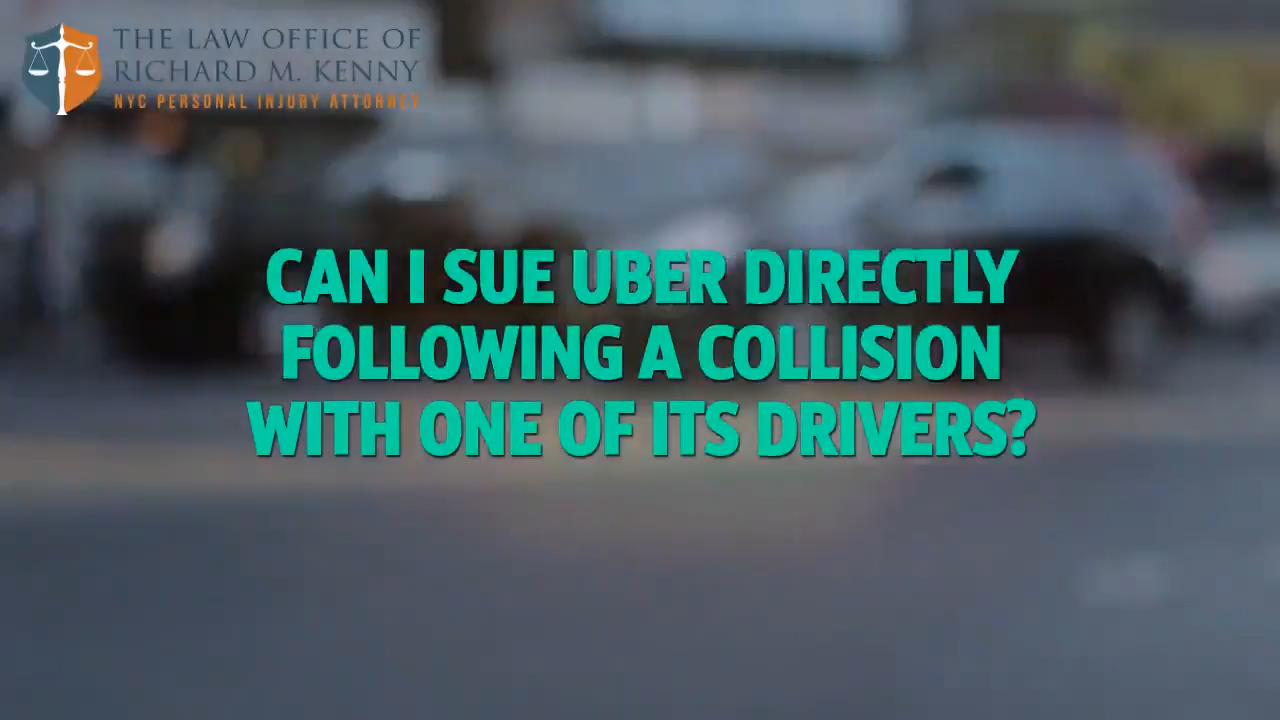 THE LAW OFFICE OF
RICHARD M. KENNY
NYC PERSONAL INJURY ATTORNEY
CAN I SUE UBER DIRECTLY
FOLLOWING A COLLISION
WITH ONE OF ITS DRIVERS?